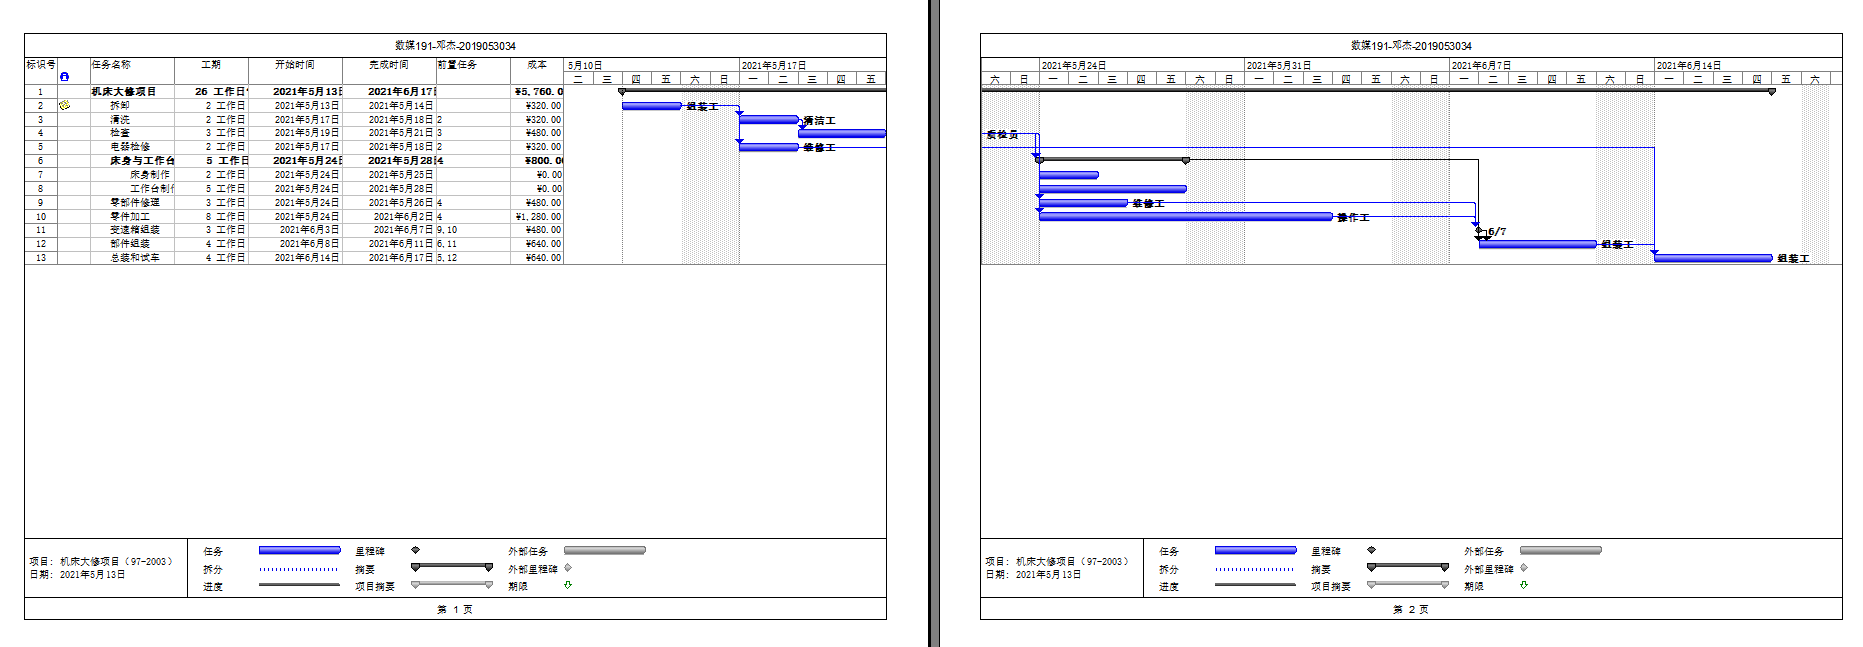 数媒191-邓杰-2019053034
标识号 任务名称 工期 开始时间 完成时间 前置任务 成本 5月10日 2021年5月17日
二 三 四 五 六 日 一 二 三 四 五
1 机床大修项目 26 工作日 2021年5月13日 2021年6月17日 ¥5,760.0
2 拆卸 2 工作日 2021年5月13日 2021年5月14日 ¥320.00 组装工
3 清洗 2 工作日 2021年5月17日 2021年5月18日 2 ¥320.00 清洁工
4 检查 3 工作日 2021年5月19日 2021年5月21日 3 ¥480.00
5 电器检修 2 工作日 2021年5月17日 2021年5月18日 2 ¥320.00 维修工
6 床身与工作台 5 工作日 2021年5月24日 2021年5月28日 4 ¥800.00
7 床身制作 2 工作日 2021年5月24日 2021年5月25日 ¥0.00
8 工作台制作 5 工作日 2021年5月24日 2021年5月28日 ¥0.00
9 零部件修理 3 工作日 2021年5月24日 2021年5月26日 4 ¥480.00
10 零件加工 8 工作日 2021年5月24日 2021年6月2日 4 ¥1,280.00
11 变速箱组装 3 工作日 2021年6月3日 2021年6月7日 9,10 ¥480.00
12 部件组装 4 工作日 2021年6月8日 2021年6月11日 6,11 ¥640.00
13 总装和试车 4 工作日 2021年6月14日 2021年6月17日 5,12 ¥640.00
项目: 机床大修项目（97-2003）
日期: 2021年5月13日
任务 里程碑 外部任务
拆分 摘要 外部里程碑
进度 项目摘要 期限
第 1 页
数媒191-邓杰-2019053034
2021年5月24日 2021年5月31日 2021年6月7日 2021年6月14日
六 日 一 二 三 四 五 六 日 一 二 三 四 五 六 日 一 二 三 四 五 六 日 一 二 三 四 五 六
质检员
维修工
操作工
6/7
组装工
组装工
项目: 机床大修项目（97-2003）
日期: 2021年5月13日
任务 里程碑 外部任务
拆分 摘要 外部里程碑
进度 项目摘要 期限
第 2 页